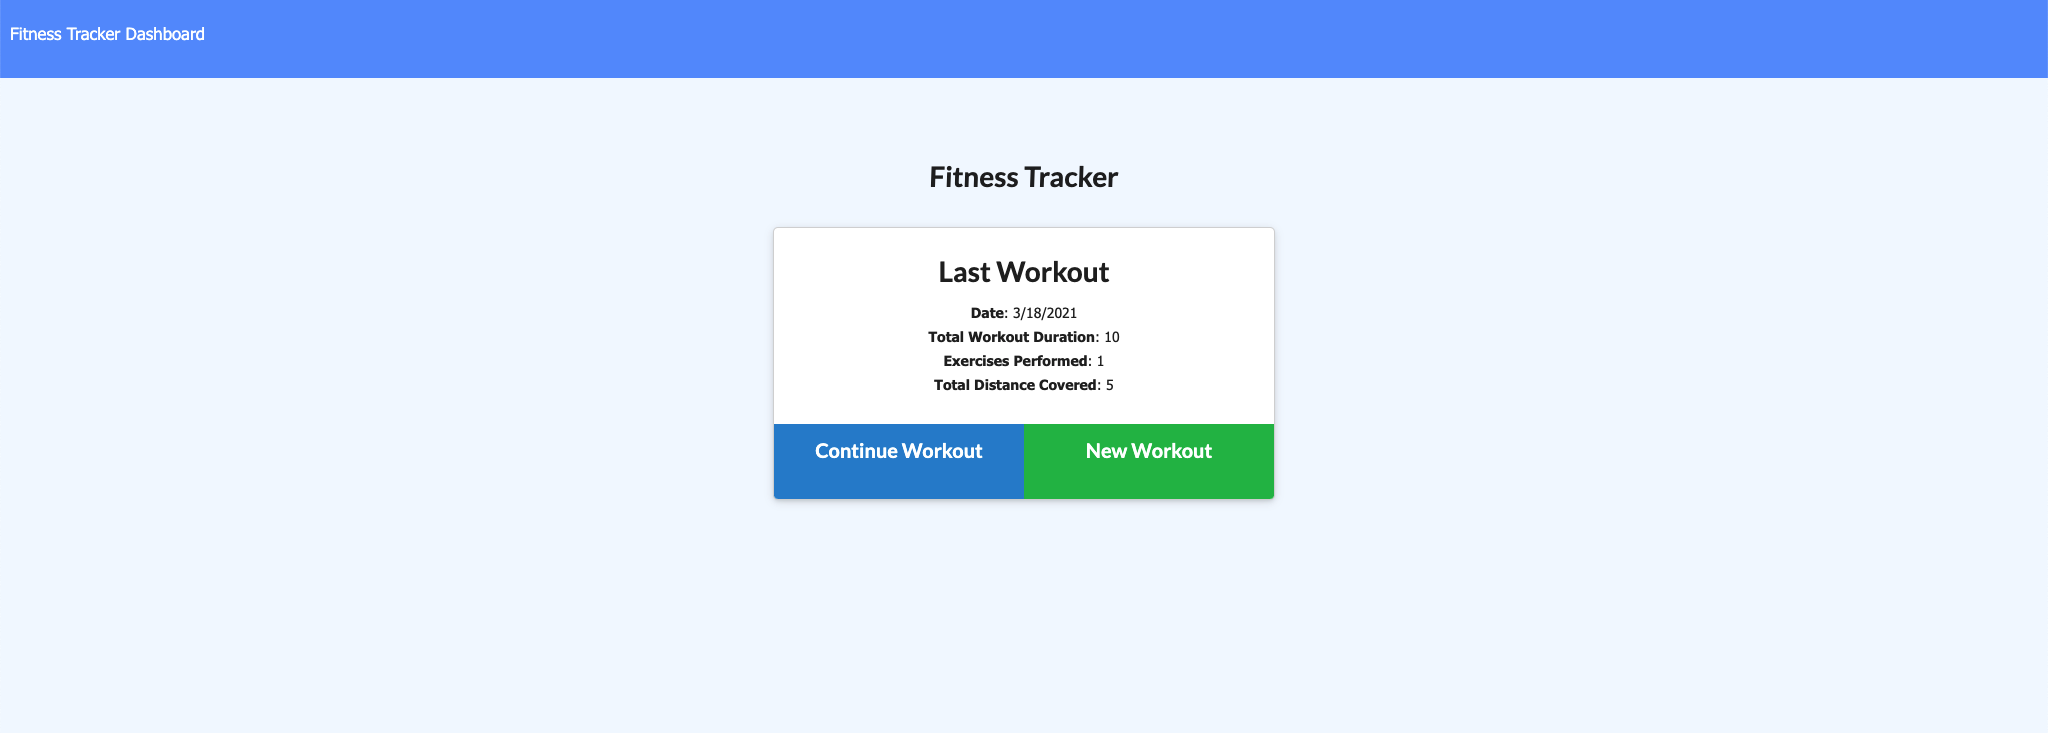 Fitness Tracker Dashboard
Fitness Tracker
Last Workout
Date: 3/18/2021
Total Workout Duration: 10
Exercises Performed: 1
Total Distance Covered: 5
Continue Workout
New Workout